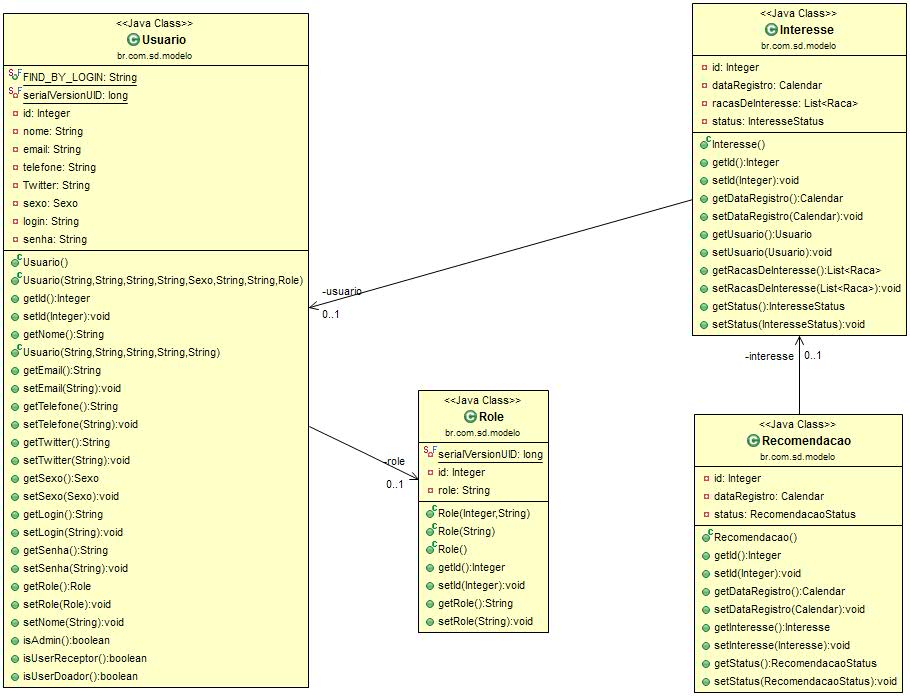 <<Java Class>>
Usuario
br.com.sd.modelo
FIND_BY_LOGIN: String
serialVersionUID: long
id: Integer
nome: String
email: String
telefone: String
Twitter: String
sexo: Sexo
login: String
senha: String
Usuario()
Usuario(String,String,String,String,Sexo,String,String,Role)
getId():Integer
setId(Integer):void
getNome():String
Usuario(String,String,String,String,String)
getEmail():String
setEmail(String):void
getTelefone():String
setTelefone(String):void
getTwitter():String
setTwitter(String):void
getSexo():Sexo
setSexo(Sexo):void
getLogin():String
setLogin(String):void
getSenha():String
setSenha(String):void
getRole():Role
setRole(Role):void
setNome(String):void
isAdmin():boolean
isUserReceptor():boolean
isUserDoador():boolean
-usuario
0..1
-role
0..1
<<Java Class>>
Role
br.com.sd.modelo
serialVersionUID: long
id: Integer
role: String
Role(Integer,String)
Role(String)
Role()
getId():Integer
setId(Integer):void
getRole():String
setRole(String):void
<<Java Class>>
Interesse
br.com.sd.modelo
id: Integer
dataRegistro: Calendar
racasDeInteresse: List<Raca>
status: InteresseStatus
Interesse()
getId():Integer
setId(Integer):void
getDataRegistro():Calendar
setDataRegistro(Calendar):void
getUsuario():Usuario
setUsuario(Usuario):void
getRacasDeInteresse():List<Raca>
setRacasDeInteresse(List<Raca>):void
getStatus():InteresseStatus
setStatus(InteresseStatus):void
-interesse
0..1
<<Java Class>>
Recomendacao
br.com.sd.modelo
id: Integer
dataRegistro: Calendar
status: RecomendacaoStatus
Recomendacao()
getId():Integer
setId(Integer):void
getDataRegistro():Calendar
setDataRegistro(Calendar):void
getInteresse():Interesse
setInteresse(Interesse):void
getStatus():RecomendacaoStatus
setStatus(RecomendacaoStatus):void